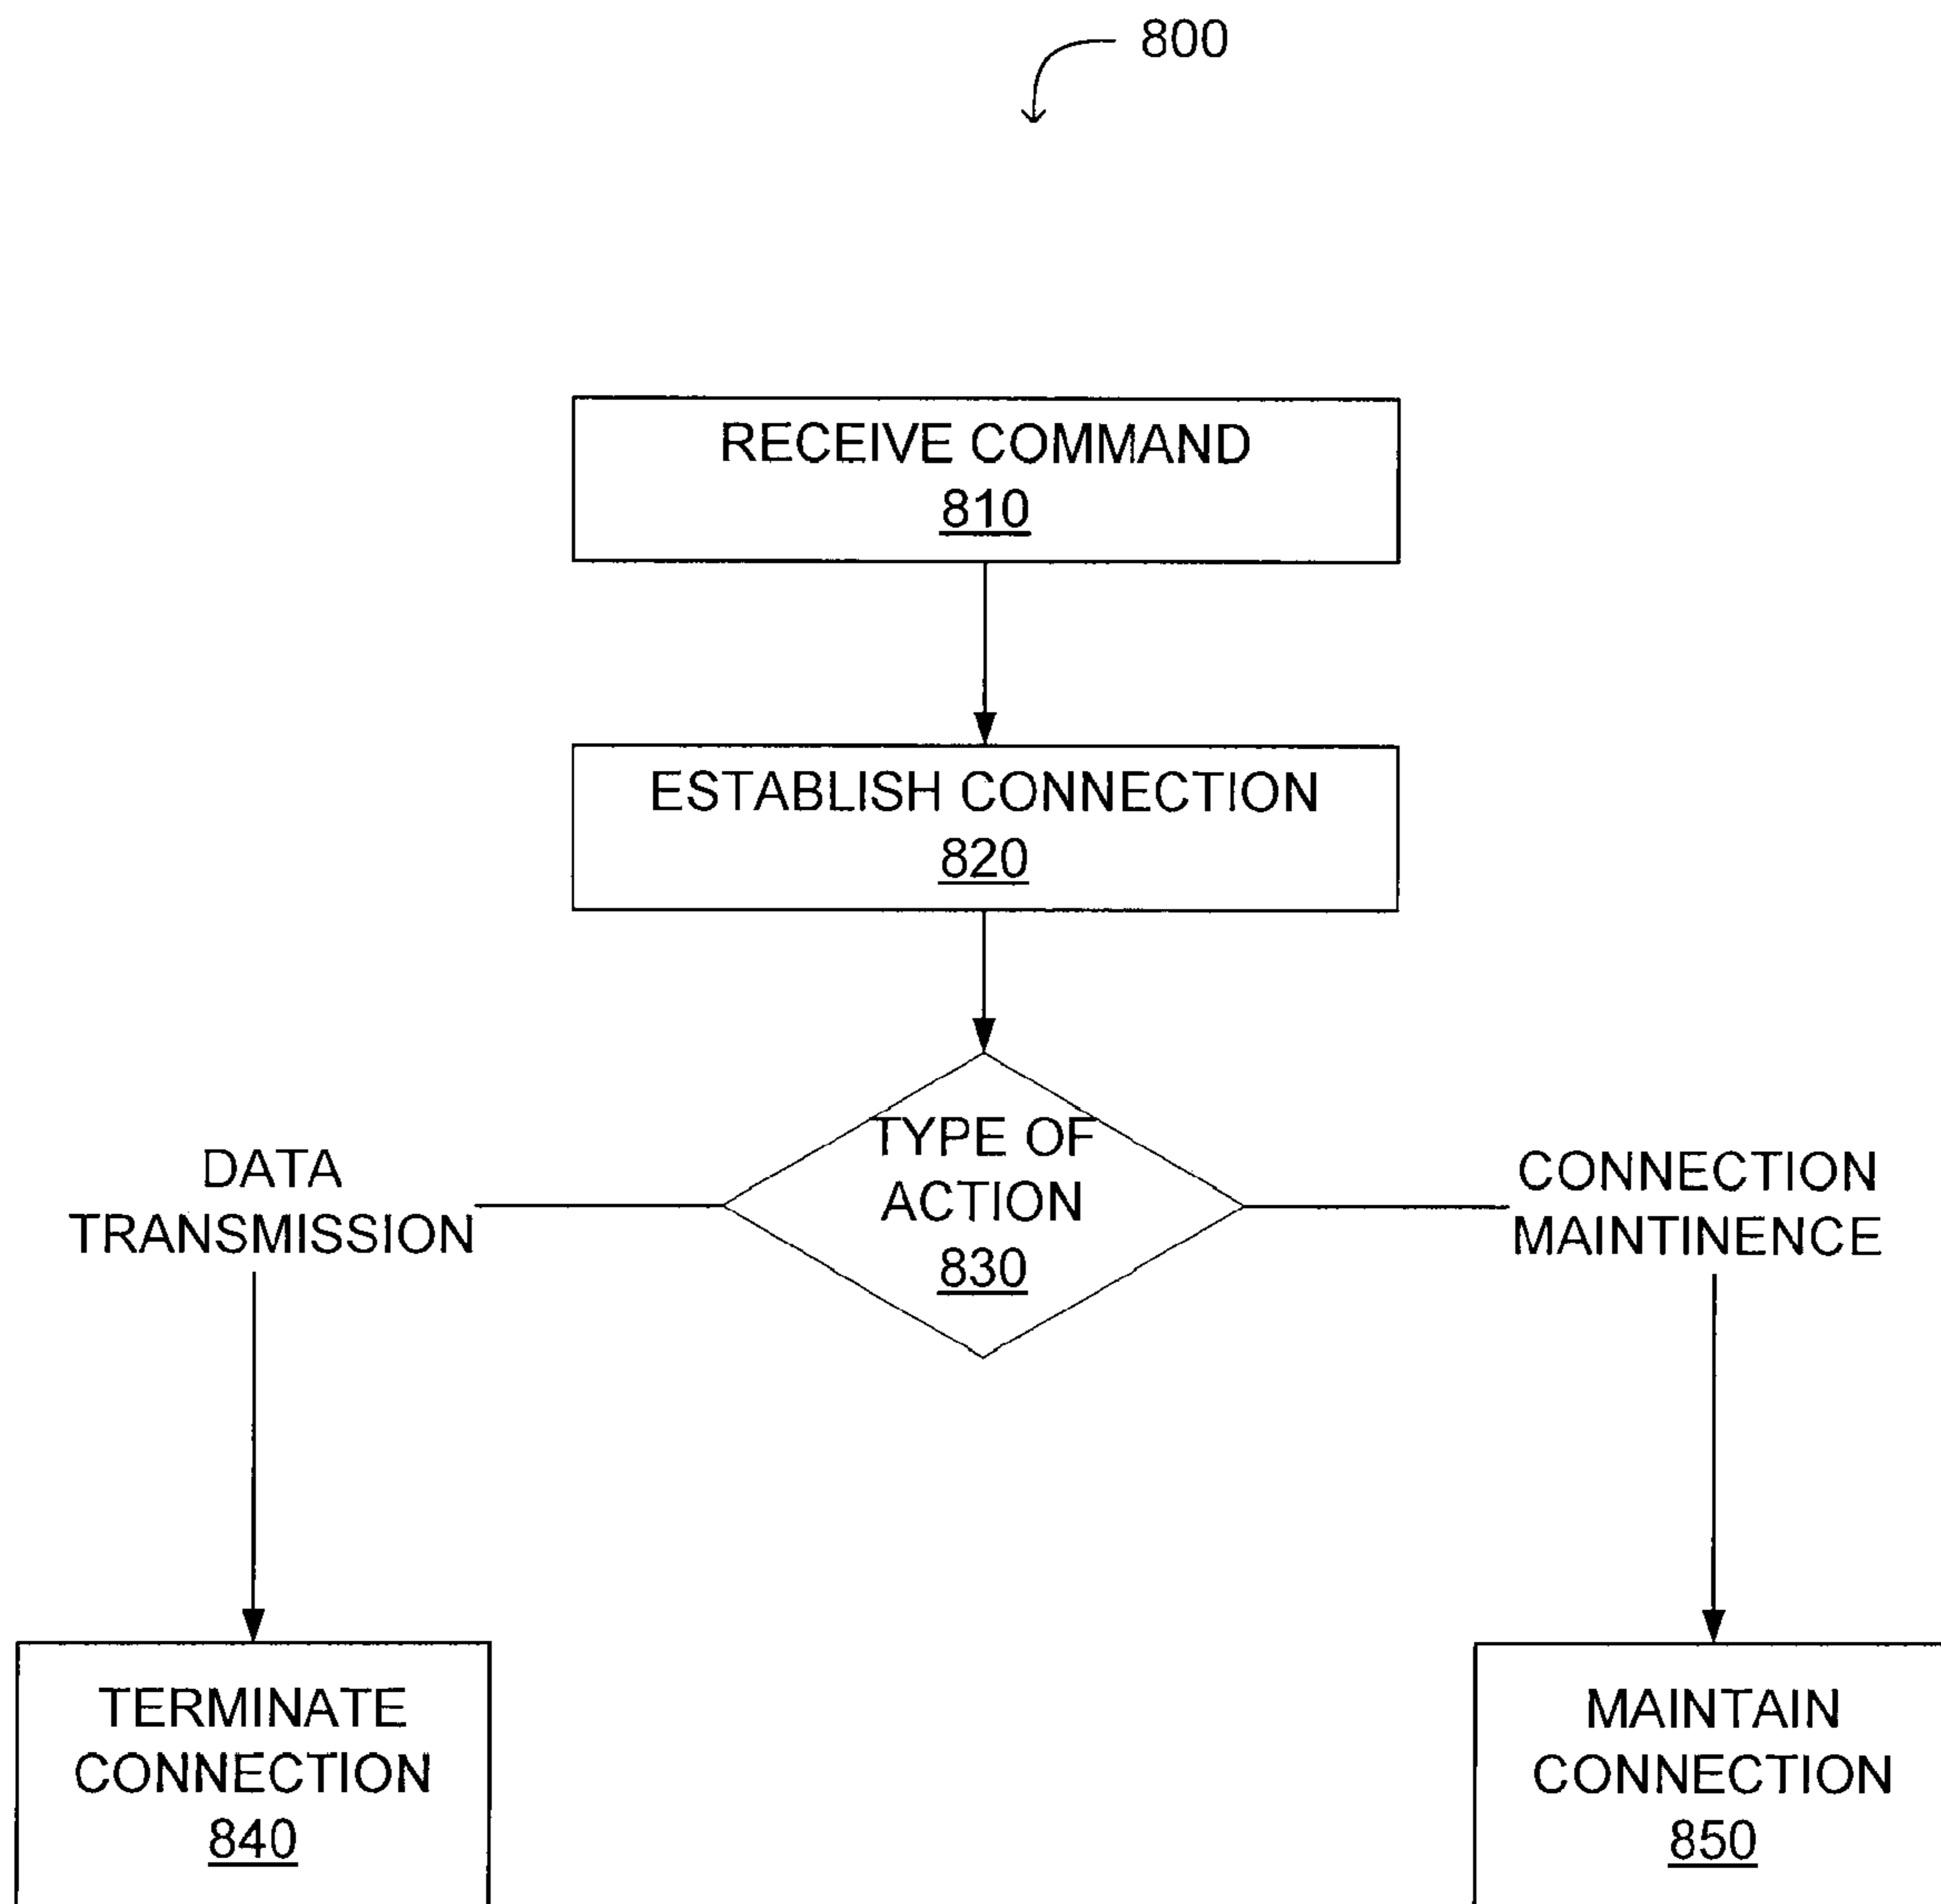 800
RECEIVE COMMAND
810
ESTABLISH CONNECTION
820
TYPE OF
ACTION
830
DATA
TRANSMISSION
CONNECTION
MAINTINENCE
TERMINATE
CONNECTION
840
MAINTAIN
CONNECTION
850